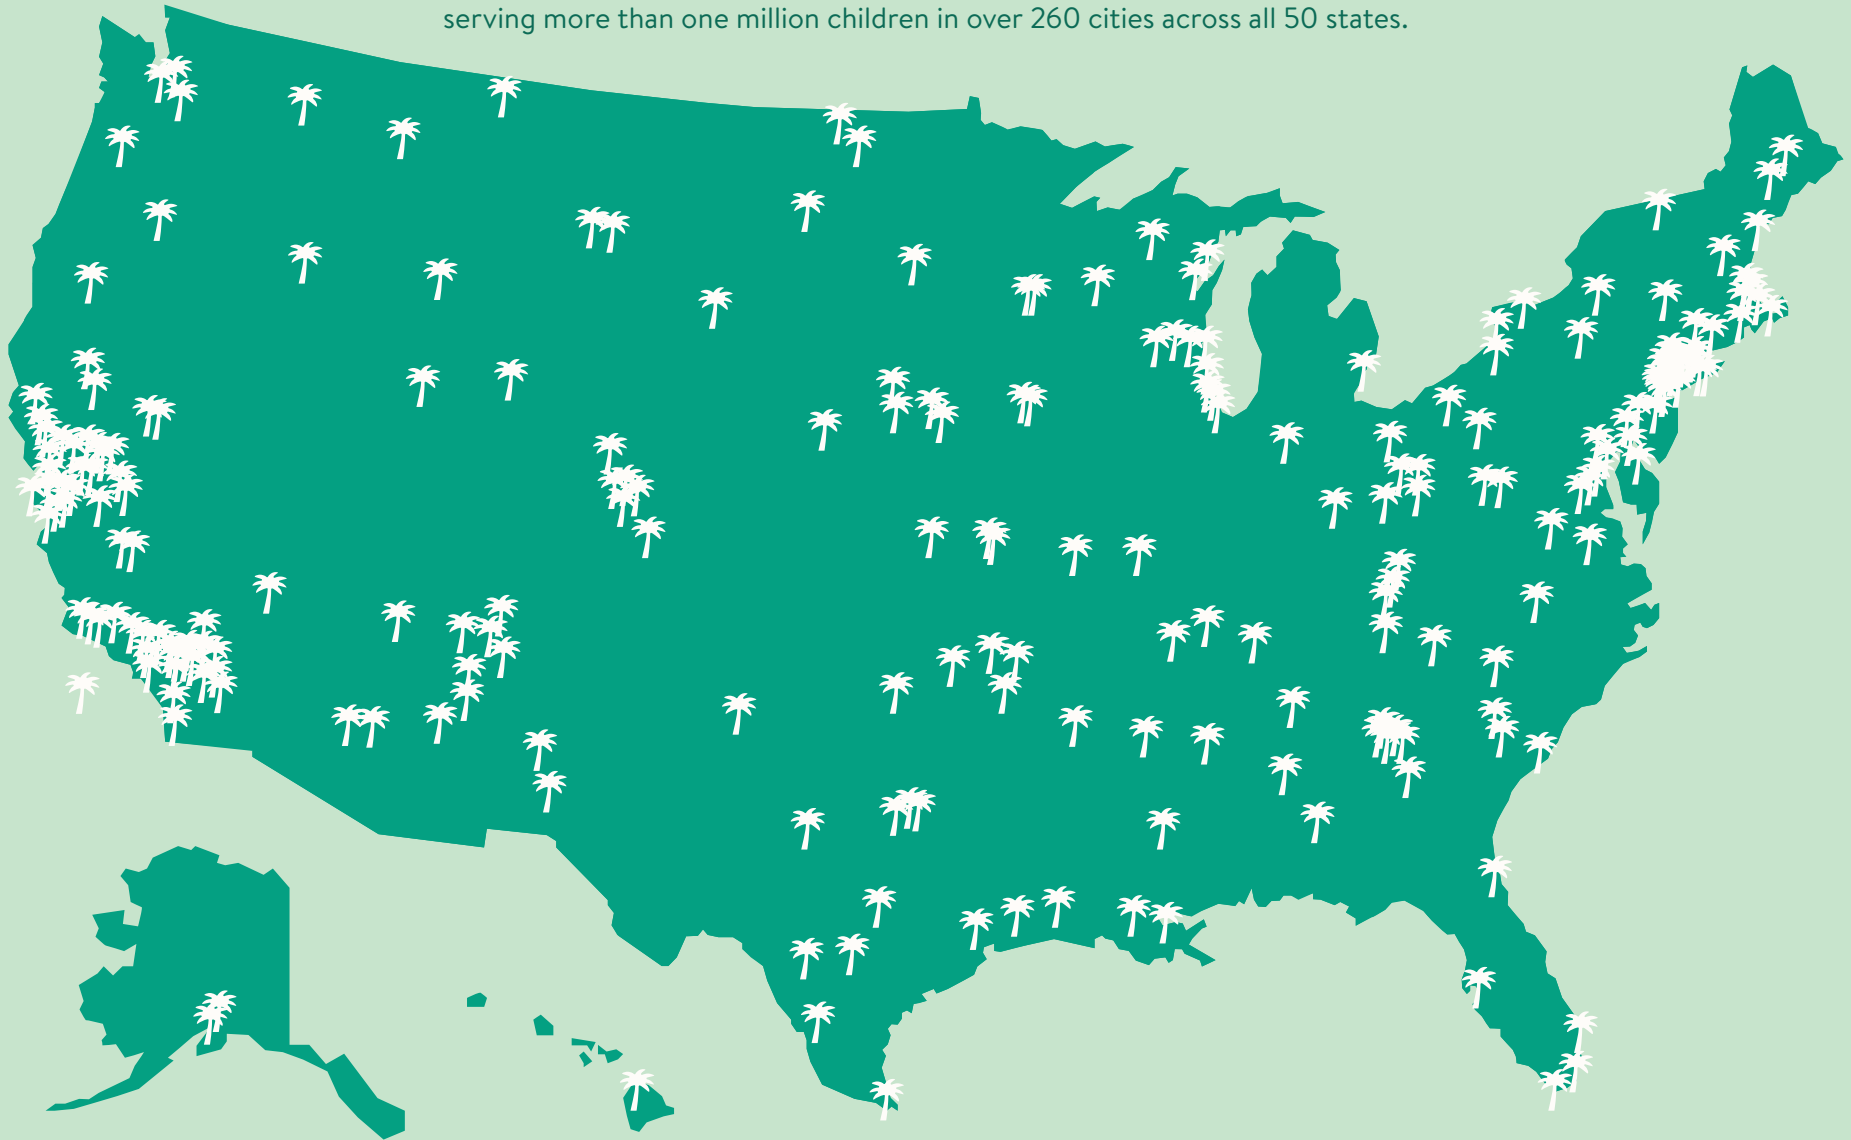 serving more than one million children in over 260 cities across all 50 states.